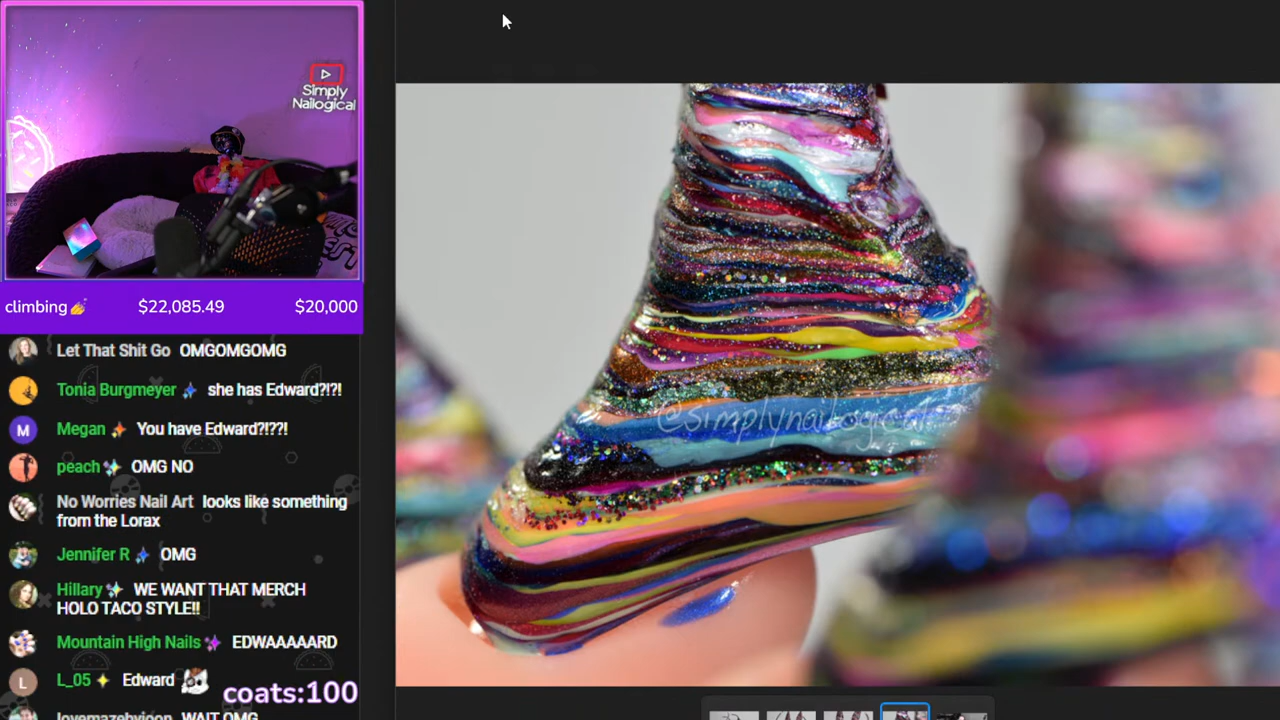 Simply
Nailogical
climbing💅 $22,085.49 $20,000
Let That Shit Go OMGOMGOMG
Tonia Burgmeyer she has Edward?!?!
M
Megan You have Edward?!??!
peach OMG NO
No Worries Nail Art looks like something
from the Lorax
Jennifer R OMG
Hillary WE WANT THAT MERCH
HOLO TACO STYLE!!
Mountain High Nails EDWAAAAARD
L
L_05 Edward
coats:100
WAIT OMG
@simplynailogical